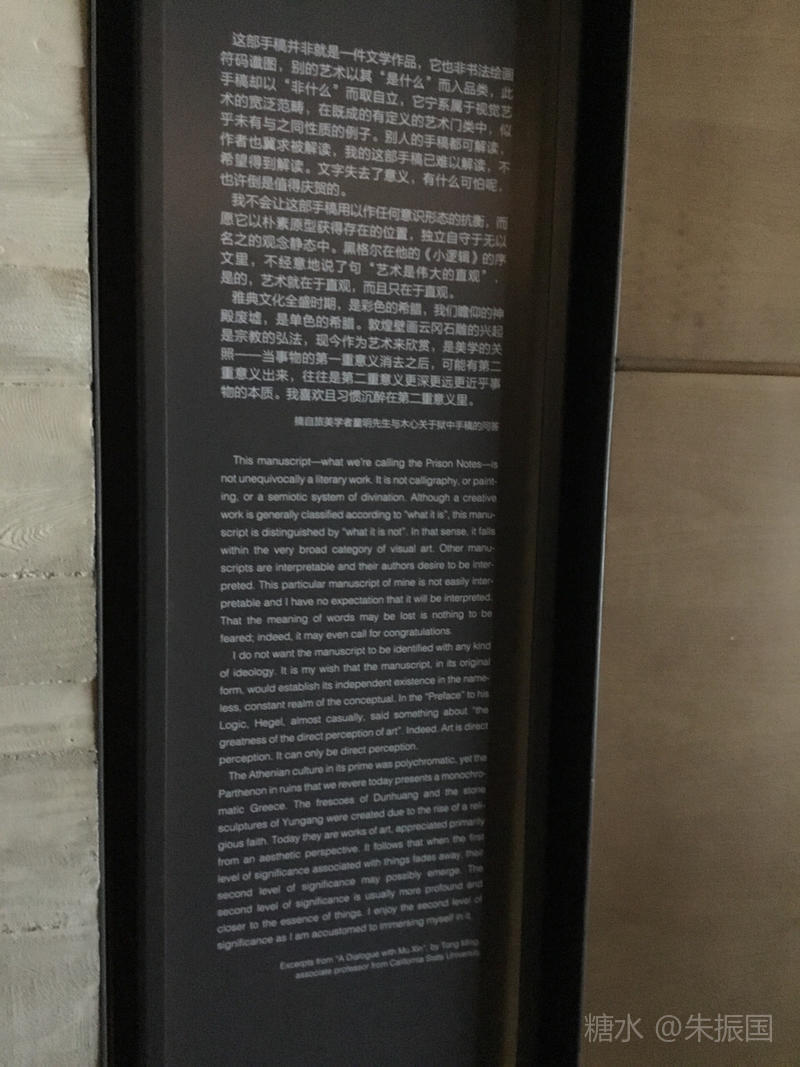 这部手稿并非就是一件文学作品，它也非书法绘画
符码谶图，别的艺术以其“是什么”而入品类，此
手稿却以“非什么”而取自立，它宁系属于视觉艺
术的宽泛范畴，在既成的有定义的艺术门类中，似
乎未有与之同性质的例子。别人的手稿都可解读，
作者也冀求被解读，我的这部手稿已难以解读，不
希望得到解读。文字失去了意义，有什么可怕呢，
也许倒是值得庆贺的。
我不会让这部手稿用以作任何意识形态的抗衡，而
愿它以朴素原型获得存在的位置，独立自守于无以
名之的观念静态中。黑格尔在他的《小逻辑》的序
文里，不经意地说了句“艺术是伟大的直观”，
是的，艺术就在于直观，而且只在于直观。
雅典文化全盛时期，是彩色的希腊，我们瞻仰的神
殿废墟，是单色的希腊。敦煌壁画云冈石雕的兴起
是宗教的弘法，现今作为艺术来欣赏，是美学的关
照——当事物的第一重意义消去之后，可能有第二
重意义出来，往往是第二重意义更深更远更近乎事
物的本质。我喜欢且习惯沉醉在第二重意义里。
摘自旅美学者童明先生与木心关于狱中手稿的问答
This manuscript—what we're calling the Prison Notes—is
not unequivocally a literary work. It is not calligraphy, or paint-
ing, or a semiotic system of divination. Although a creative
work is generally classified according to “what it is”, this manu-
script is distinguished by “what it is not”. In that sense, it falls
within the very broad category of visual art. Other manu-
scripts are interpretable and their authors desire to be inter-
preted. This particular manuscript of mine is not easily inter-
pretable and I have no expectation that it will be interpreted.
That the meaning of words may be lost is nothing to be
feared; indeed, it may even call for congratulations.
I do not want the manuscript to be identified with any kind
of ideology. It is my wish that the manuscript, in its original
form, would establish its independent existence in the name-
less, constant realm of the conceptual. In the “Preface” to his
Logic, Hegel, almost casually, said something about “the
greatness of the direct perception of art”. Indeed. Art is direct
perception. It can only be direct perception.
The Athenian culture in its prime was polychromatic, yet the
Parthenon in ruins that we revere today presents a monochro-
matic Greece. The frescoes of Dunhuang and the stone
sculptures of Yungang were created due to the rise of a reli-
gious faith. Today they are works of art, appreciated primarily
from an aesthetic perspective. It follows that when the first
level of significance associated with things fades away, their
second level of significance may possibly emerge. The
second level of significance is usually more profound and
closer to the essence of things. I enjoy the second level of
significance as I am accustomed to immersing myself in it.
Excerpts from “A Dialogue with Mu Xin”, by Tong Ming,
associate professor from California State University
糖水 @朱振国